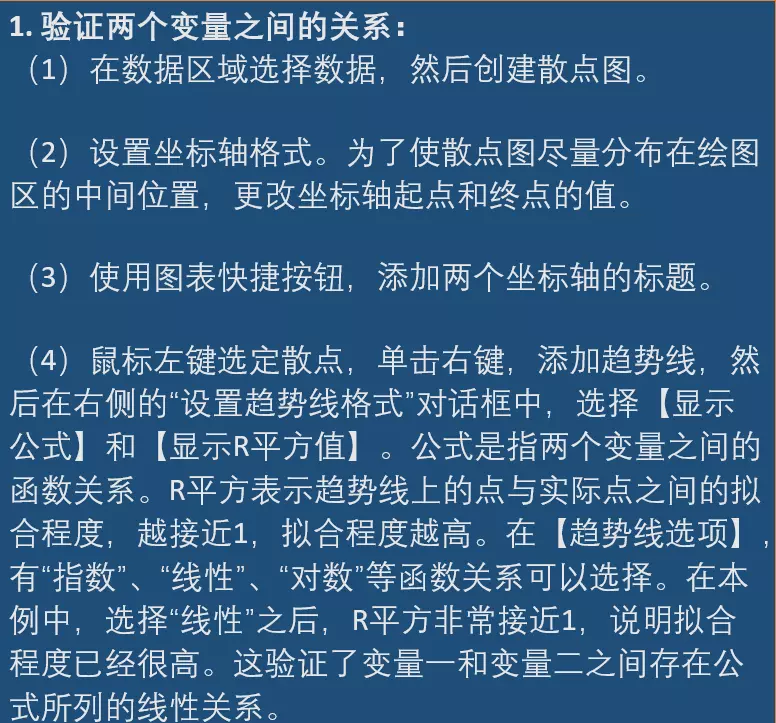 1. 验证两个变量之间的关系：
（1）在数据区域选择数据，然后创建散点图。
（2）设置坐标轴格式。为了使散点图尽量分布在绘图
区的中间位置，更改坐标轴起点和终点的值。
（3）使用图表快捷按钮，添加两个坐标轴的标题。
（4）鼠标左键选定散点，单击右键，添加趋势线，然
后在右侧的“设置趋势线格式”对话框中，选择【显示
公式】和【显示R平方值】。公式是指两个变量之间的
函数关系。R平方表示趋势线上的点与实际点之间的拟
合程度，越接近1，拟合程度越高。在【趋势线选项】，
有“指数”、“线性”、“对数”等函数关系可以选择。在本
例中，选择“线性”之后，R平方非常接近1，说明拟合
程度已经很高。这验证了变量一和变量二之间存在公
式所列的线性关系。